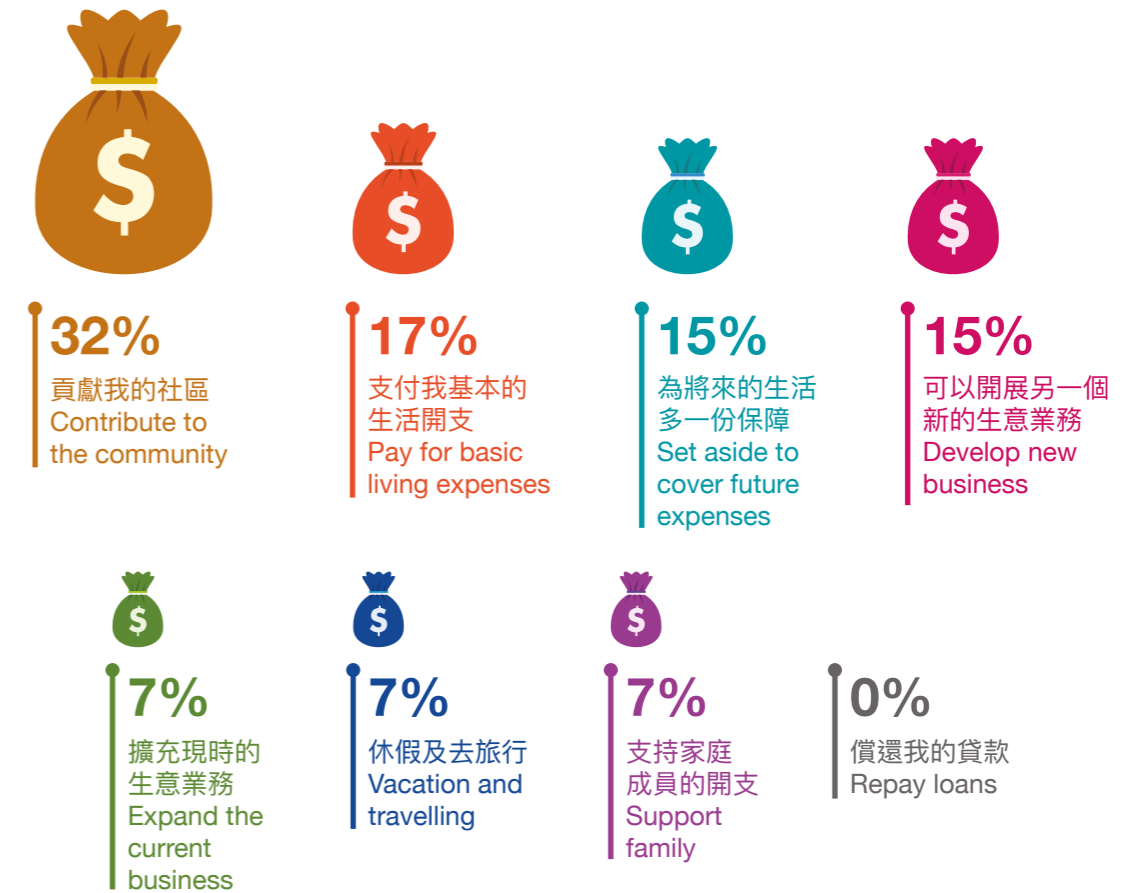 $
$
$
$
32%
貢獻我的社區
Contribute to
the community
17%
支付我基本的
生活開支
Pay for basic
living expenses
15%
為將來的生活
多一份保障
Set aside to
cover future
expenses
15%
可以開展另一個
新的生意業務
Develop new
business
$
$
$
7%
擴充現時的
生意業務
Expand the
current
business
7%
休假及去旅行
Vacation and
travelling
7%
支持家庭
成員的開支
Support
family
0%
償還我的貸款
Repay loans